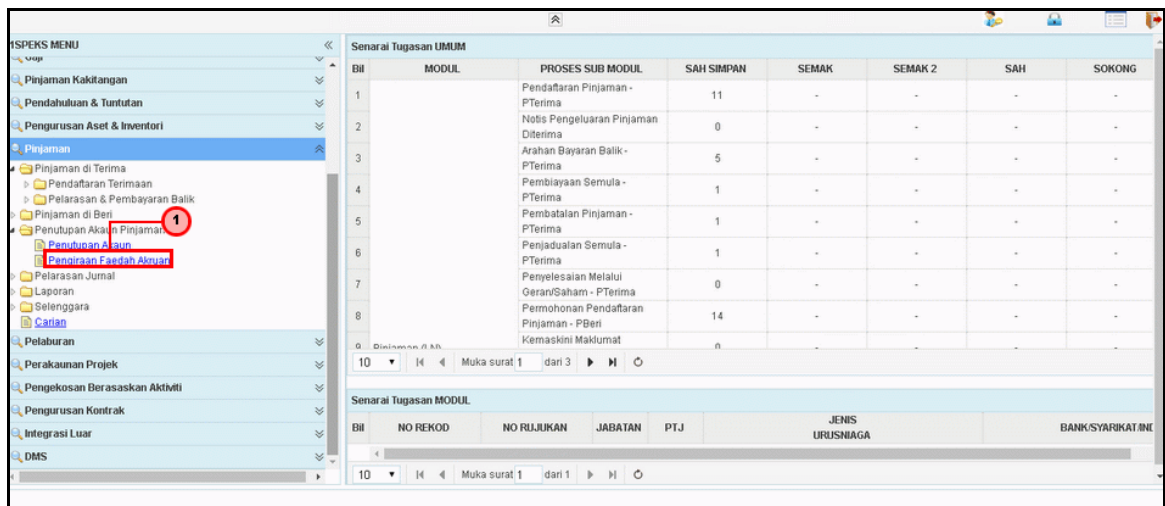 1SPEKS MENU
Gaji
Pinjaman Kakitangan
Pendahuluan & Tuntutan
Pengurusan Aset & Inventori
Pinjaman
Pinjaman di Terima
Pendaftaran Terimaan
Pelarasan & Pembayaran Balik
Pinjaman di Beri
1
Penutupan Akaun Pinjaman
Penutupan Akaun
Pengiraan Faedah Akruan
Pelarasan Jurnal
Laporan
Selenggara
Carian
Pelaburan
Perakaunan Projek
Pengekosan Berasaskan Aktiviti
Pengurusan Kontrak
Integrasi Luar
DMS
Senarai Tugasan UMUM
Bil MODUL PROSES SUB MODUL SAH SIMPAN SEMAK SEMAK 2 SAH SOKONG
1 Pendaftaran Pinjaman - PTerima 11 - - - -
2 Notis Pengeluaran Pinjaman Diterima 0 - - - -
3 Arahan Bayaran Balik - PTerima 5 - - - -
4 Pembiayaan Semula - PTerima 1 - - - -
5 Pembatalan Pinjaman - PTerima 1 - - - -
6 Penjadualan Semula - PTerima 1 - - - -
7 Penyelesaian Melalui Geran/Saham - PTerima 0 - - - -
8 Permohonan Pendaftaran Pinjaman - PBeri 14 - - - -
9 Pinjaman (LN) Kemaskini Maklumat 0 - - - -
10 Muka surat 1 dari 3
Senarai Tugasan MODUL
Bil NO REKOD NO RUJUKAN JABATAN PTJ JENIS URUSNIAGA BANK/SYARIKAT/IND
10 Muka surat 1 dari 1